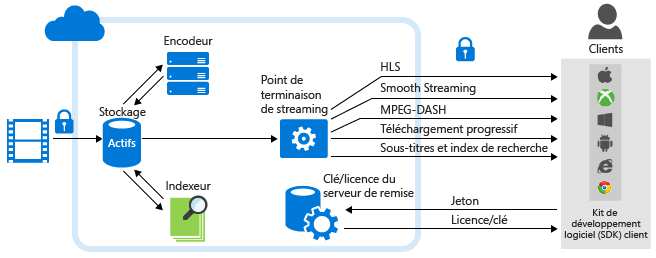 Encodeur
Clients
Point de
terminaison
de streaming
HLS
Smooth Streaming
MPEG-DASH
Téléchargement progressif
Sous-titres et index de recherche
Stockage
Actifs
Indexeur
Clé/licence du
serveur de remise
Jeton
Licence/clé
Kit de
développement
logiciel (SDK) client